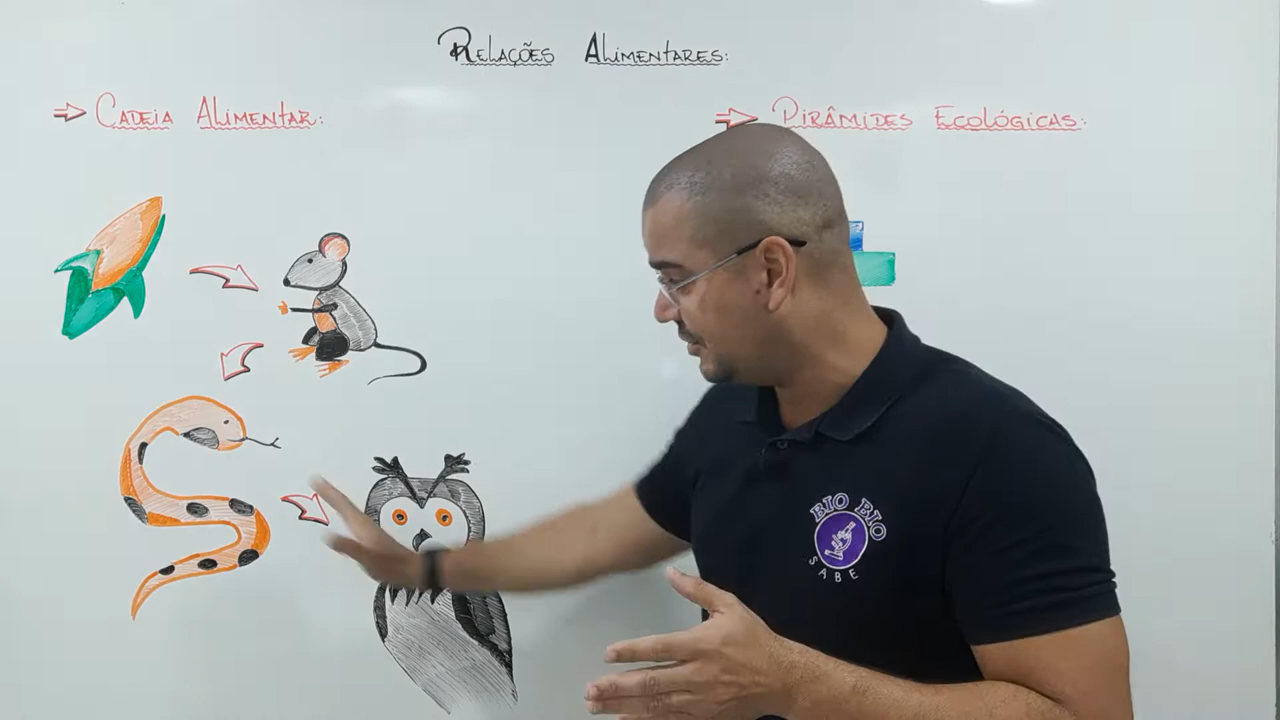 Relações Alimentares:
⇒ Cadeia Alimentar:
⇒ Pirâmides Ecológicas:
BIO BIO
SABE